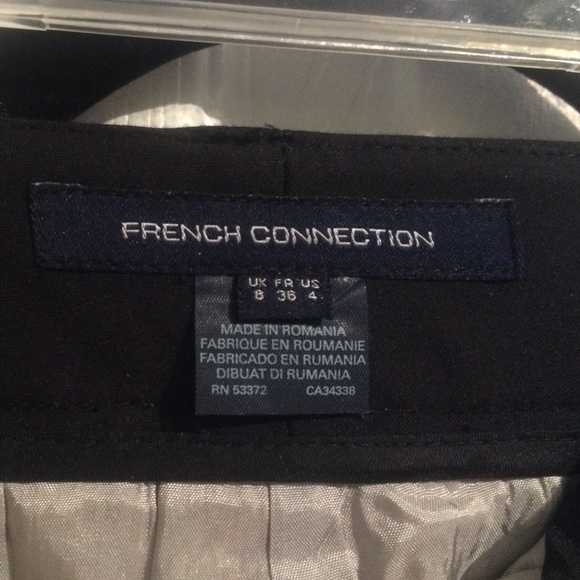 FRENCH CONNECTION
UK FR US
8 36 4
MADE IN ROMANIA
FABRIQUE EN ROUMANIE
FABRICADO EN RUMANIA
DIBUAT DI RUMANIA
RN 53372 CA34338